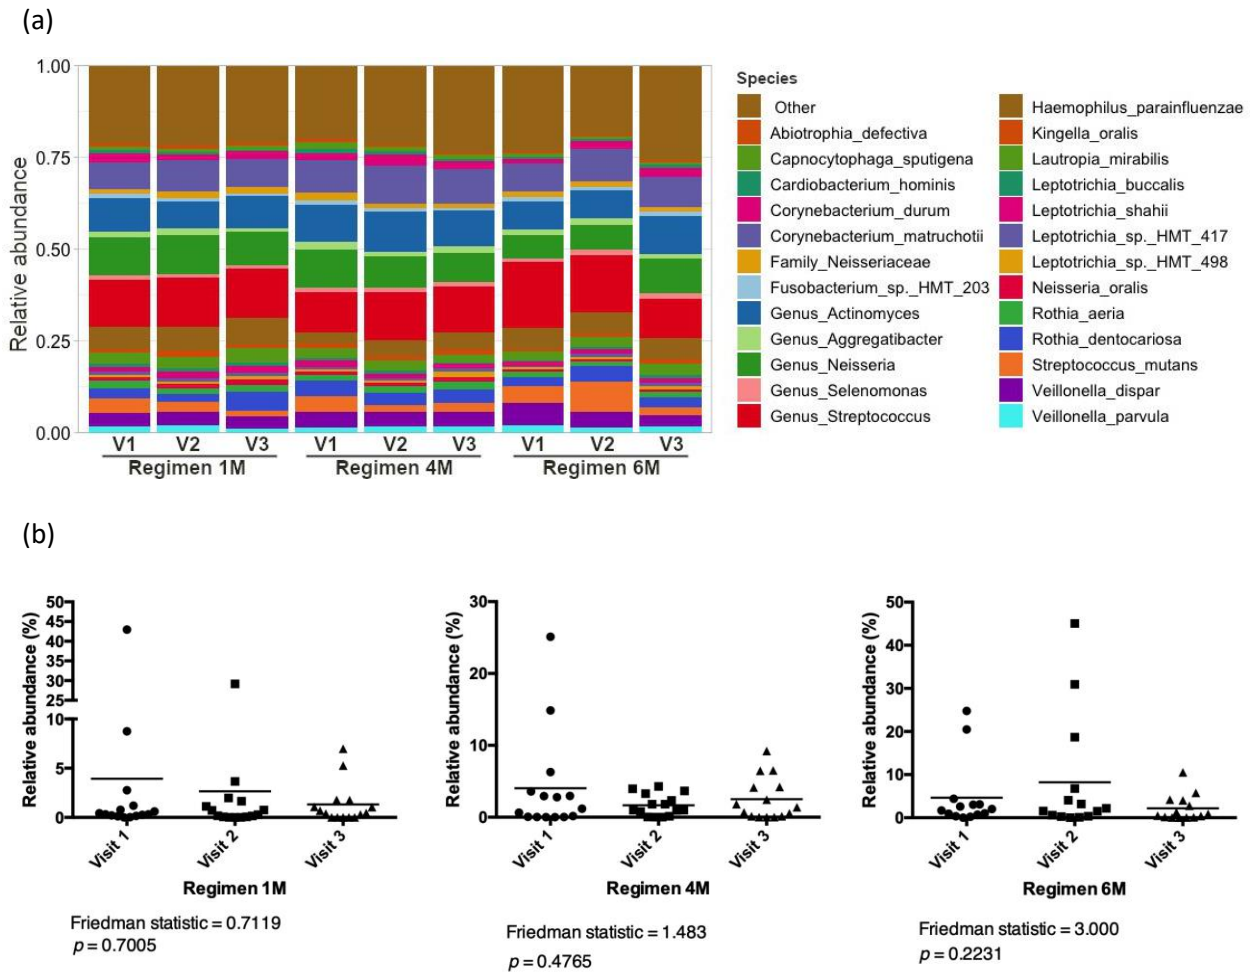 (a)
1.00
0.75
0.50
0.25
0.00
Relative abundance
V1 V2 V3 V1 V2 V3 V1 V2 V3
Regimen 1M Regimen 4M Regimen 6M
Species
Other
Abiotrophia_defectiva
Capnocytophaga_sputigena
Cardiobacterium_hominis
Corynebacterium_durum
Corynebacterium_matruchotii
Family_Neisseriaceae
Fusobacterium_sp._HMT_203
Genus_Actinomyces
Genus_Aggregatibacter
Genus_Neisseria
Genus_Selenomonas
Genus_Streptococcus
Haemophilus_parainfluenzae
Kingella_oralis
Lautropia_mirabilis
Leptotrichia_buccalis
Leptotrichia_shahii
Leptotrichia_sp._HMT_417
Leptotrichia_sp._HMT_498
Neisseria_oralis
Rothia_aeria
Rothia_dentocariosa
Streptococcus_mutans
Veillonella_dispar
Veillonella_parvula
(b)
Relative abundance (%)
50
45
40
35
30
25
10
5
0
Visit 1 Visit 2 Visit 3
Regimen 1M
Friedman statistic = 0.7119
p = 0.7005
Relative abundance (%)
30
20
10
0
Visit 1 Visit 2 Visit 3
Regimen 4M
Friedman statistic = 1.483
p = 0.4765
Relative abundance (%)
50
40
30
20
10
0
Visit 1 Visit 2 Visit 3
Regimen 6M
Friedman statistic = 3.000
p = 0.2231